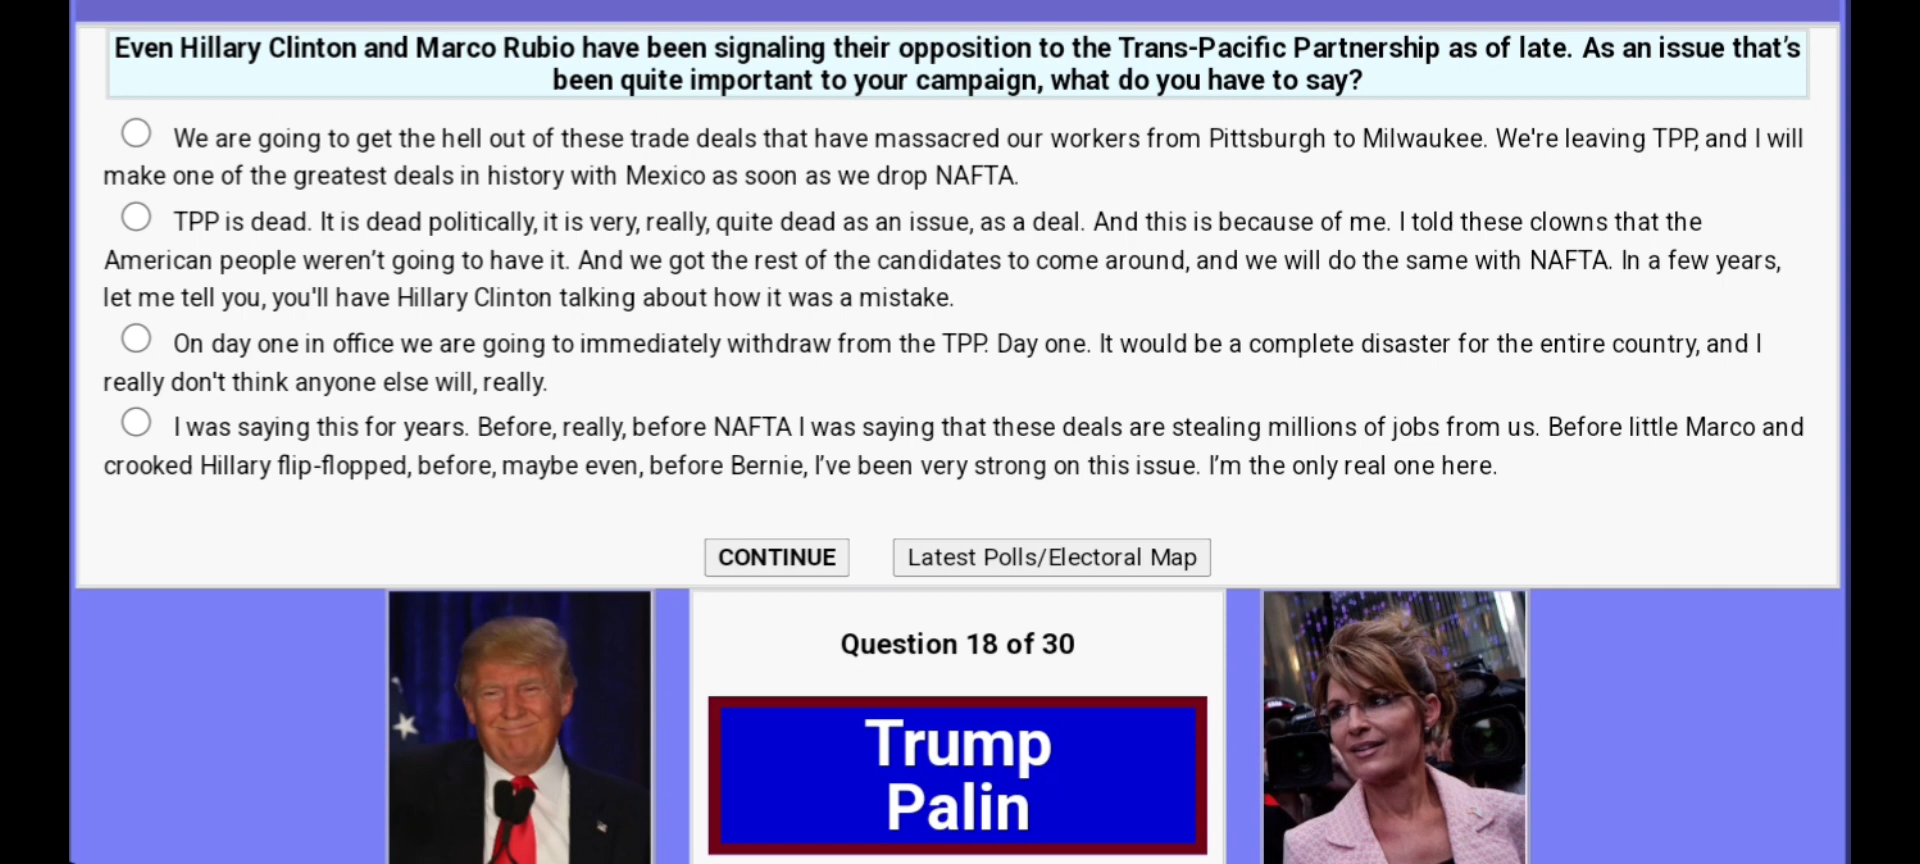 Even Hillary Clinton and Marco Rubio have been signaling their opposition to the Trans-Pacific Partnership as of late. As an issue that's
been quite important to your campaign, what do you have to say?
We are going to get the hell out of these trade deals that have massacred our workers from Pittsburgh to Milwaukee. We're leaving TPP, and I will
make one of the greatest deals in history with Mexico as soon as we drop NAFTA.
TPP is dead. It is dead politically, it is very, really, quite dead as an issue, as a deal. And this is because of me. I told these clowns that the
American people weren’t going to have it. And we got the rest of the candidates to come around, and we will do the same with NAFTA. In a few years,
let me tell you, you'll have Hillary Clinton talking about how it was a mistake.
On day one in office we are going to immediately withdraw from the TPP. Day one. It would be a complete disaster for the entire country, and I
really don't think anyone else will, really.
I was saying this for years. Before, really, before NAFTA I was saying that these deals are stealing millions of jobs from us. Before little Marco and
crooked Hillary flip-flopped, before, maybe even, before Bernie, I’ve been very strong on this issue. I’m the only real one here.
CONTINUE
Latest Polls/Electoral Map
Question 18 of 30
Trump
Palin